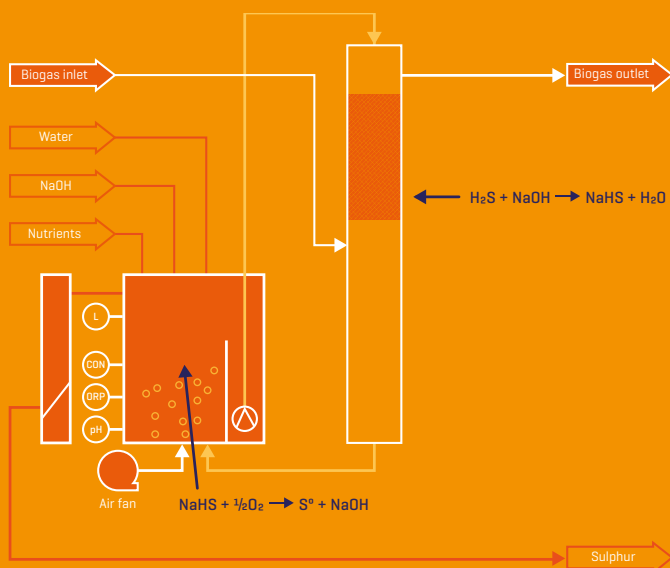 Biogas inlet
Biogas outlet
Water
NaOH
H₂S + NaOH → NaHS + H₂O
Nutrients
L
CON
ORP
pH
Air fan
NaHS + ½O₂ → S⁰ + NaOH
Sulphur